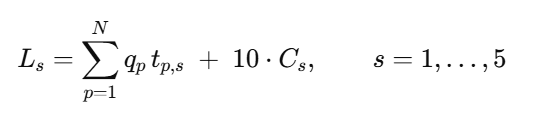 L_s = \sum_{p=1}^{N} q_p t_{p,s} + 10 \cdot C_s, s = 1, \ldots, 5